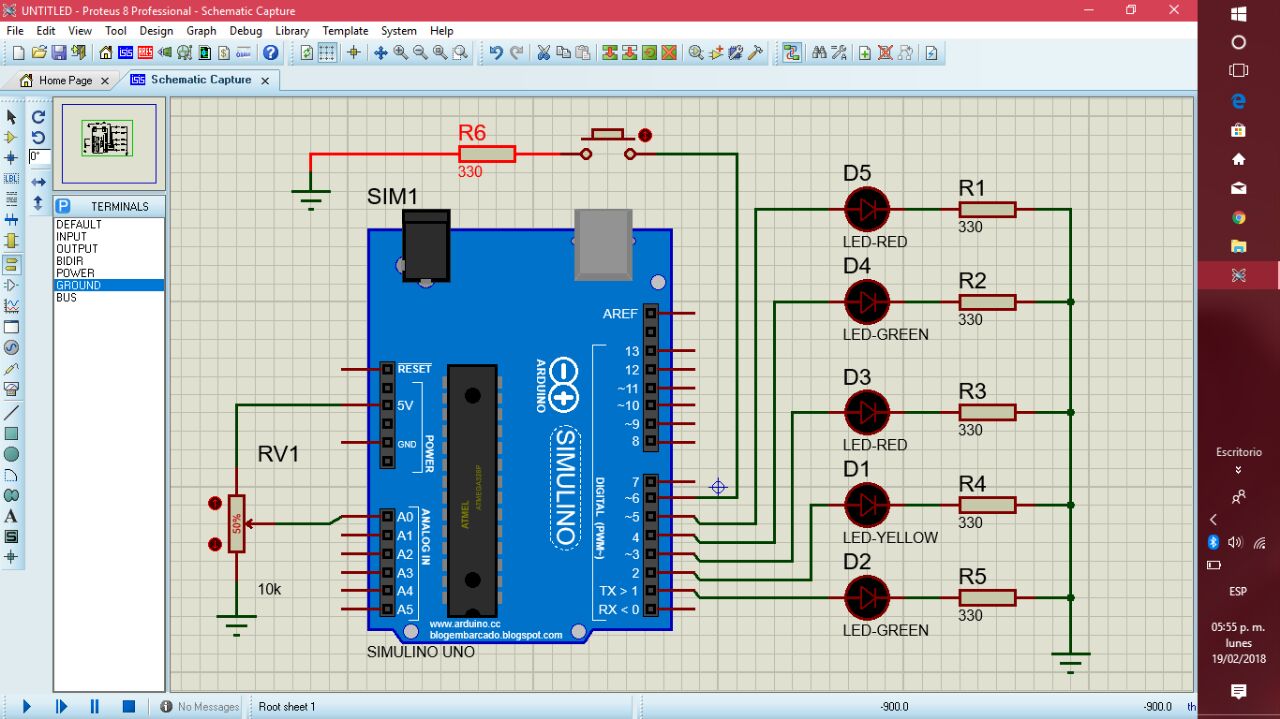 UNTITLED - Proteus 8 Professional - Schematic Capture
File Edit View Tool Design Graph Debug Library Template System Help
Home Page
Schematic Capture
0°
LBL
TERMINALS
DEFAULT
INPUT
OUTPUT
BIDIR
POWER
GROUND
BUS
R6
330
SIM1
AREF
13
12
~11
~10
~9
8
7
~6
~5
4
~3
2
TX > 1
RX < 0
RESET
5V
GND
POWER
A0
A1
A2
A3
A4
A5
ANALOG IN
ATMEL
ATMEGA328P
ARDUINO
SIMULINO
DIGITAL (PWM~)
www.arduino.cc
blogembarcado.blogspot.com
SIMULINO UNO
RV1
50%
10k
D5
LED-RED
R1
330
D4
LED-GREEN
R2
330
D3
LED-RED
R3
330
D1
LED-YELLOW
R4
330
D2
LED-GREEN
R5
330
No Messages
Root sheet 1
-900.0
-900.0
th
Escritorio
ESP
05:55 p. m.
lunes
19/02/2018